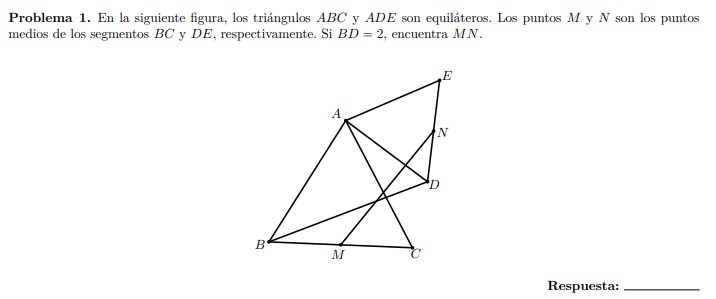 Problema 1. En la siguiente figura, los triángulos ABC y ADE son equiláteros. Los puntos M y N son los puntos
medios de los segmentos BC y DE, respectivamente. Si BD = 2, encuentra MN.
E
A
N
D
B
M
C
Respuesta: ________